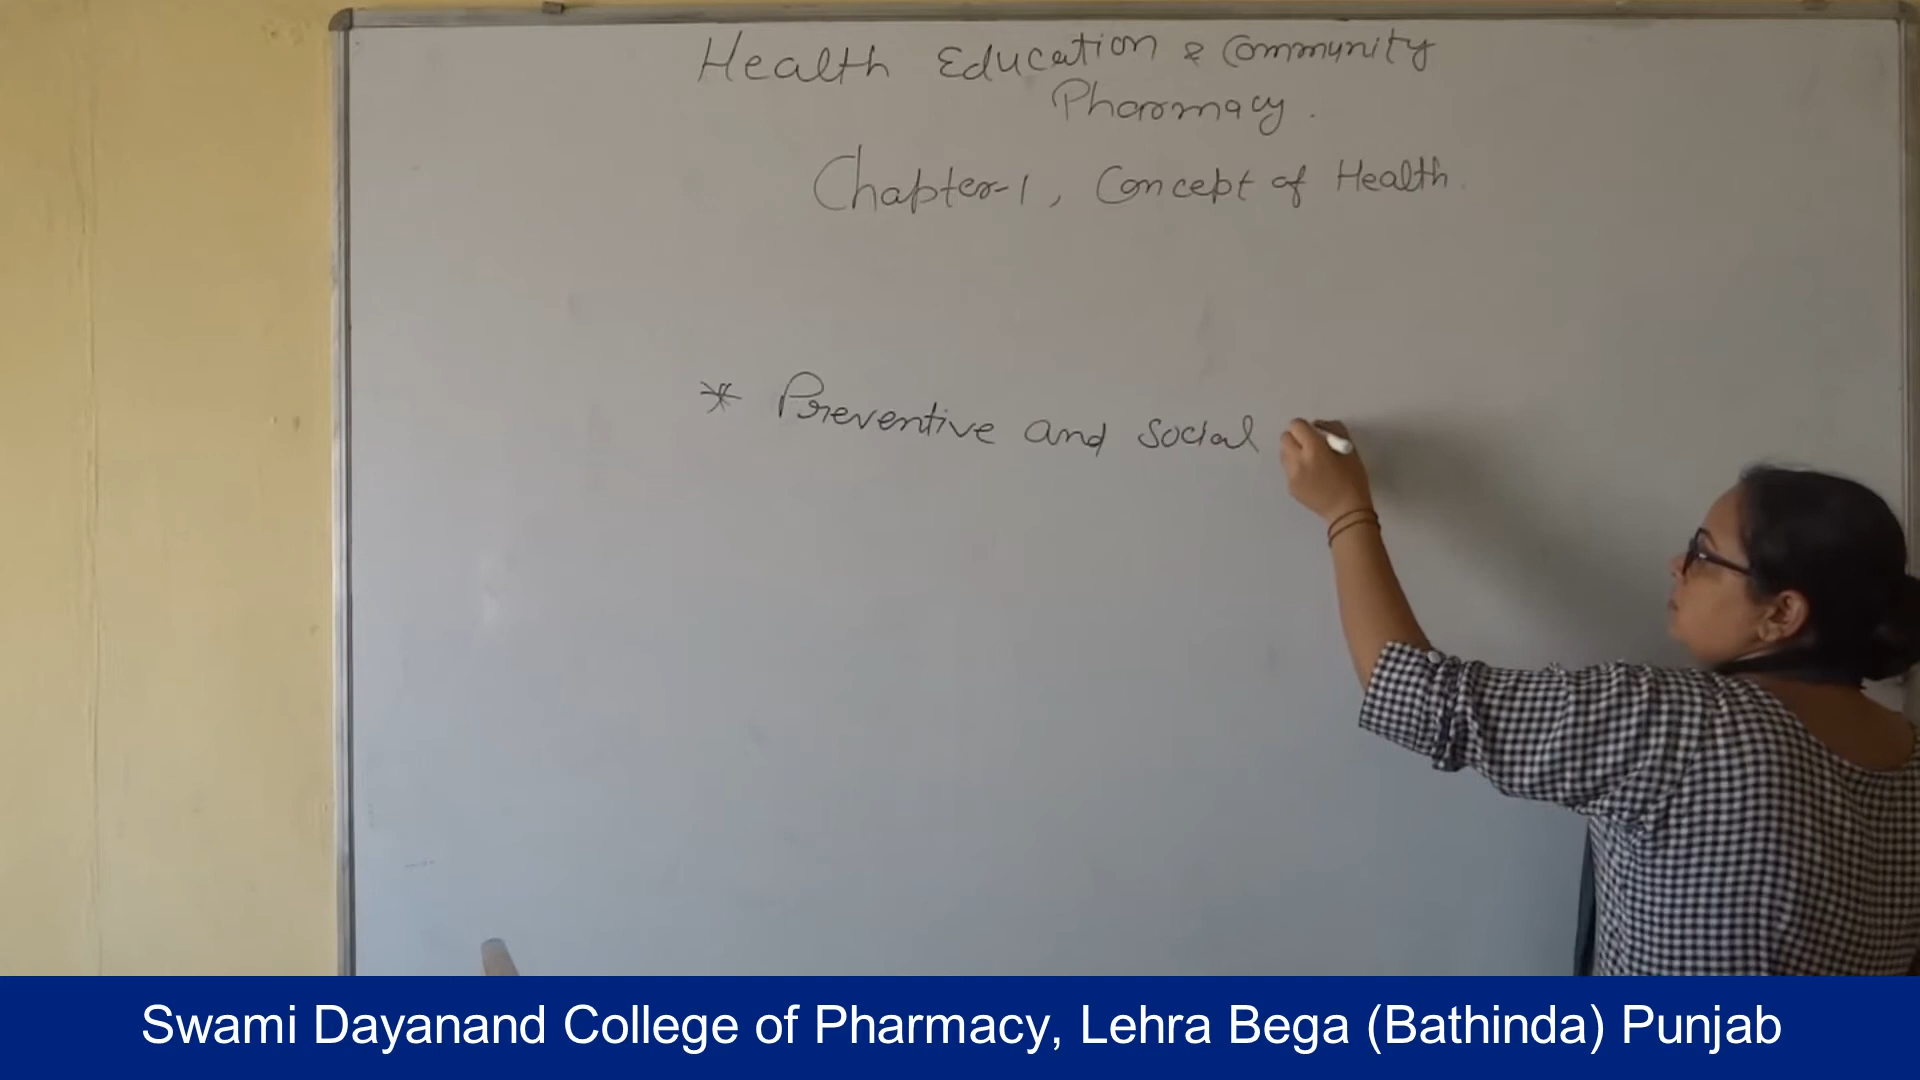 Health Education & Community
Pharmacy.
Chapter-1, Concept of Health.
* Preventive and Social
Swami Dayanand College of Pharmacy, Lehra Bega (Bathinda) Punjab